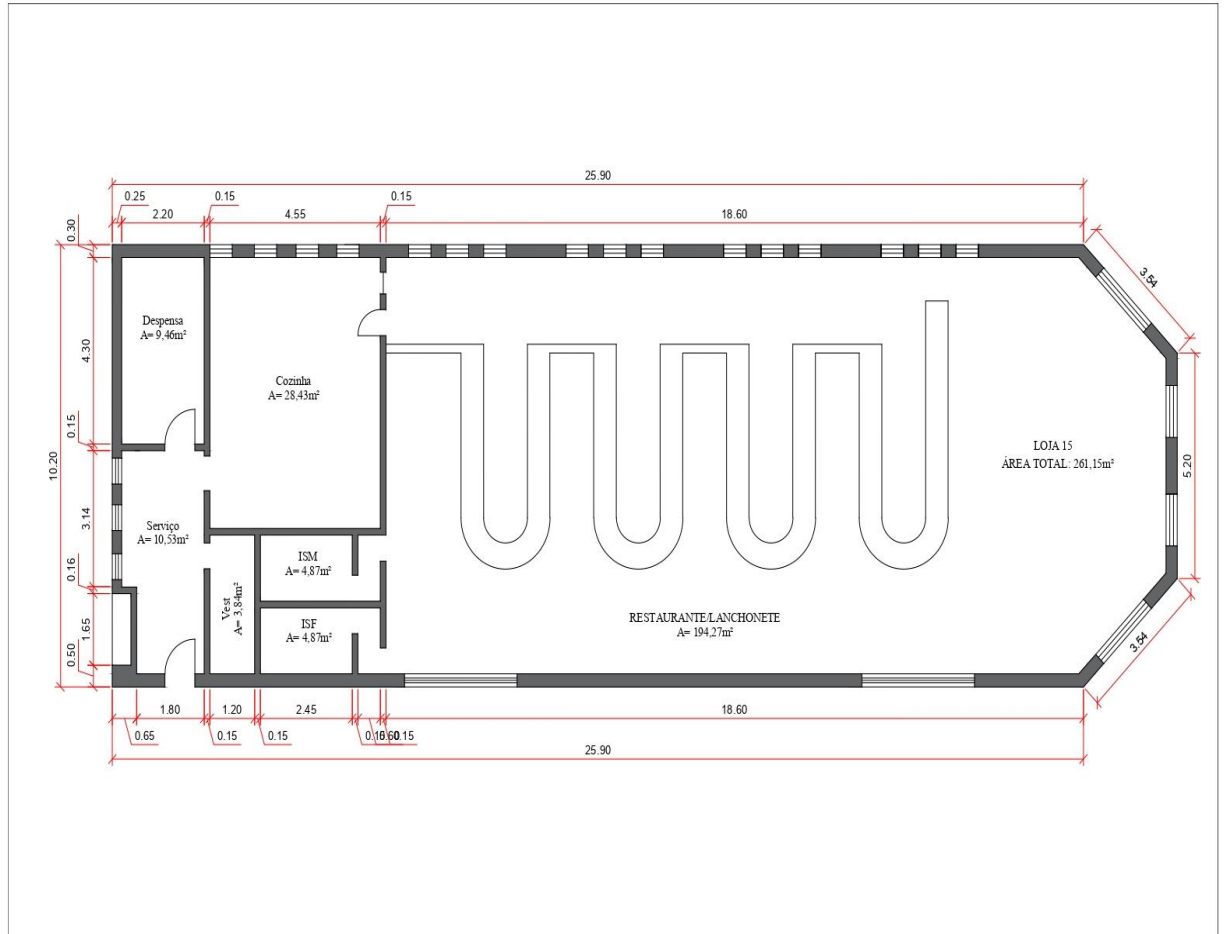 25.90
0.25
0.15
0.15
2.20
4.55
18.60
0.30
3.54
4.30
Despensa
A= 9,46m²
Cozinha
A= 28,43m²
0.15
10.20
LOJA 15
ÁREA TOTAL: 261,15m²
5.20
3.14
Serviço
A= 10,53m²
ISM
A= 4,87m²
0.16
Vest
A= 3,84m²
1.65
ISF
A= 4,87m²
RESTAURANTE/LANCHONETE
A= 194,27m²
3.54
0.50
1.80
1.20
2.45
18.60
0.65
0.15
0.15
0.15
0.60
0.15
25.90